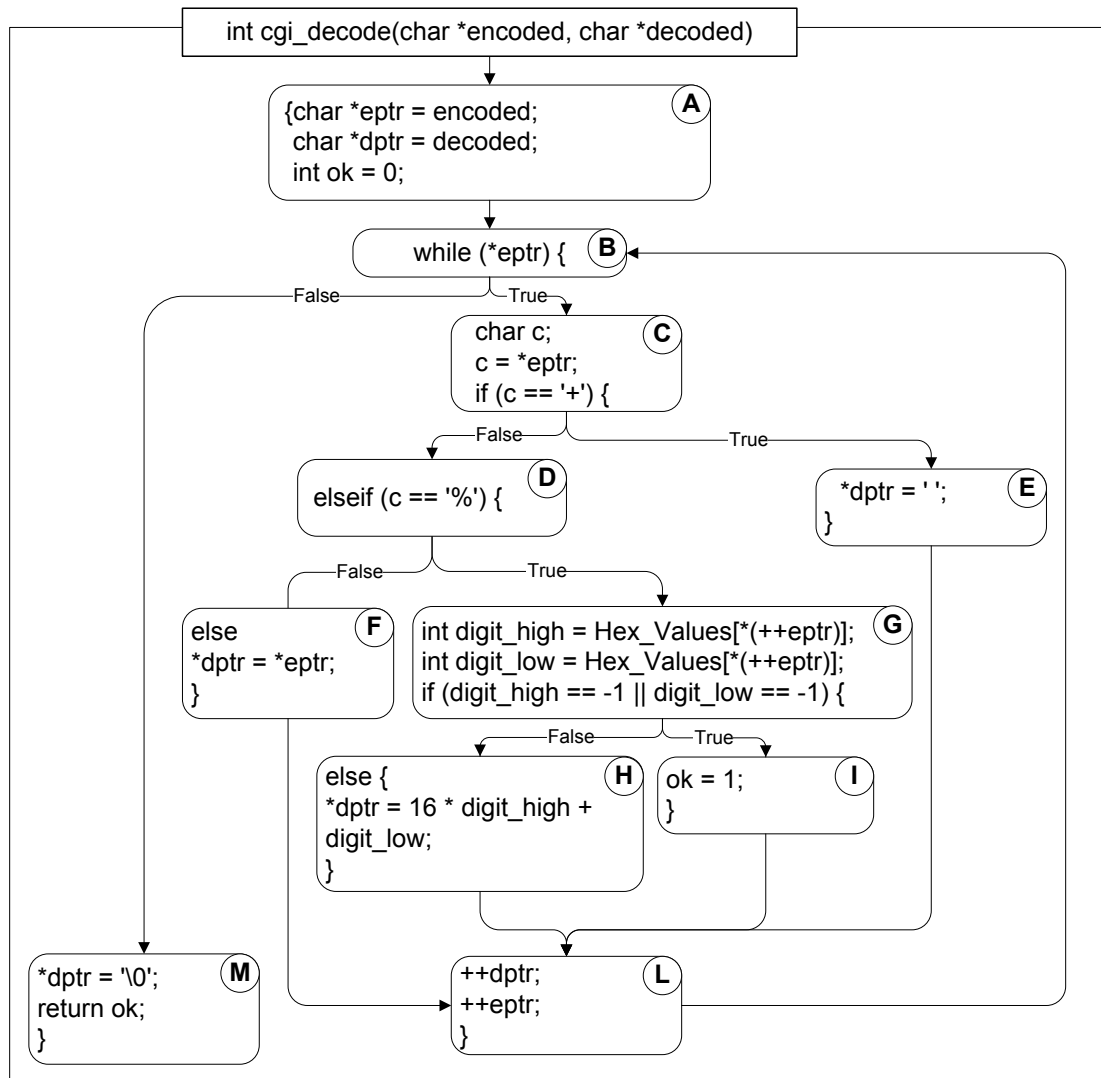 int cgi_decode(char *encoded, char *decoded)
A
{char *eptr = encoded;
char *dptr = decoded;
int ok = 0;
while (*eptr) {
B
False
True
char c;
c = *eptr;
if (c == '+') {
C
False
True
elseif (c == '%') {
D
*dptr = ' ';
}
E
False
True
else
*dptr = *eptr;
}
F
int digit_high = Hex_Values[*(++eptr)];
int digit_low = Hex_Values[*(++eptr)];
if (digit_high == -1 || digit_low == -1) {
G
False
True
else {
*dptr = 16 * digit_high +
digit_low;
}
H
ok = 1;
}
I
*dptr = '\0';
return ok;
}
M
++dptr;
++eptr;
}
L